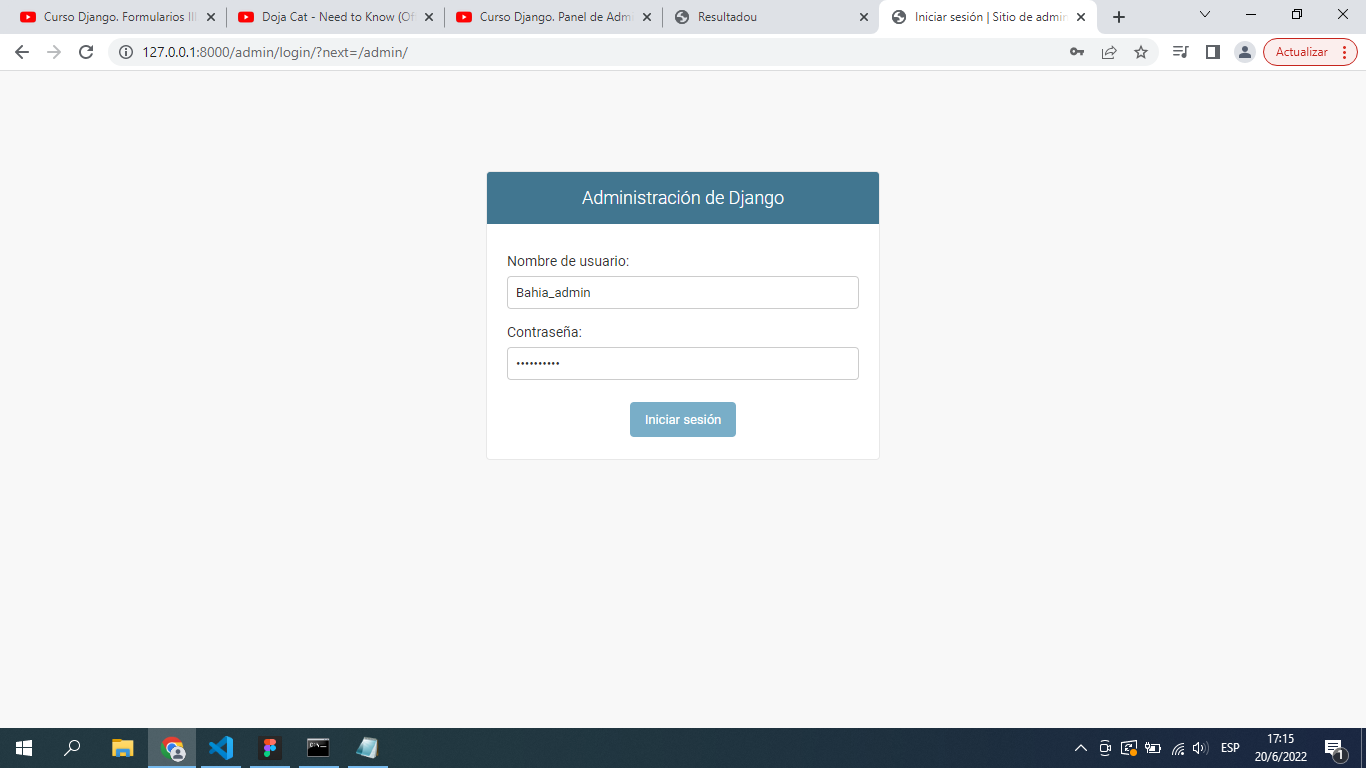 Curso Django. Formularios III
Doja Cat - Need to Know (Of
Curso Django. Panel de Adm
Resultadou
Iniciar sesión | Sitio de admin
127.0.0.1:8000/admin/login/?next=/admin/
Actualizar
Administración de Django
Nombre de usuario:
Bahia_admin
Contraseña:
••••••••••
Iniciar sesión
ESP
17:15
20/6/2022
1